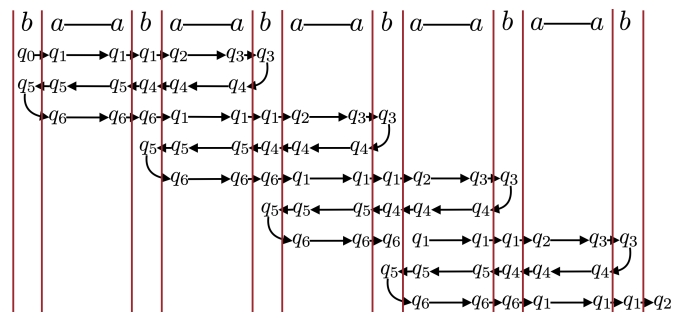 b a a b a a b a a b a a b a a b
q₀ q₁ q₁ q₁ q₂ q₃ q₃
q₅ q₅ q₅ q₄ q₄ q₄
q₆ q₆ q₆ q₁ q₁ q₁ q₂ q₃ q₃
q₅ q₅ q₅ q₄ q₄ q₄
q₆ q₆ q₆ q₁ q₁ q₁ q₂ q₃ q₃
q₅ q₅ q₅ q₄ q₄ q₄
q₆ q₆ q₆ q₁ q₁ q₁ q₂ q₃ q₃
q₅ q₅ q₅ q₄ q₄ q₄
q₆ q₆ q₆ q₁ q₁ q₁ q₂